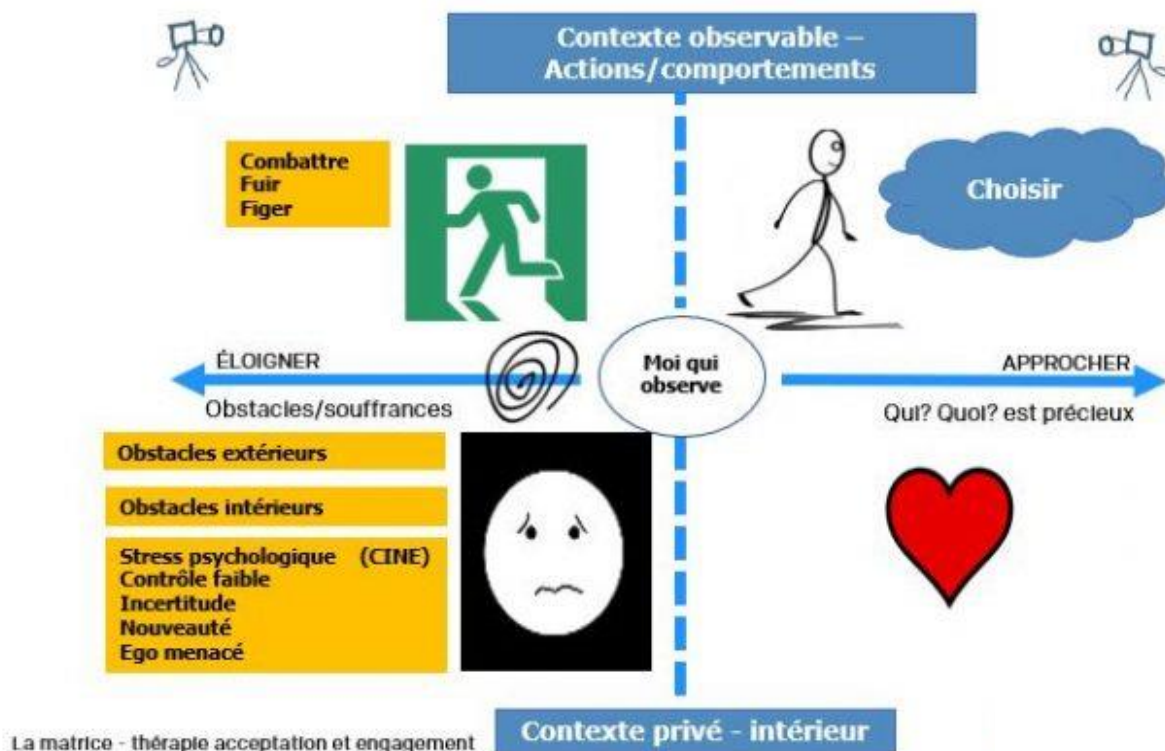 Contexte observable –
Actions/comportements
Combattre
Fuir
Figer
Choisir
ÉLOIGNER
Moi qui
observe
APPROCHER
Obstacles/souffrances
Qui? Quoi? est précieux
Obstacles extérieurs
Obstacles intérieurs
Stress psychologique (CINE)
Contrôle faible
Incertitude
Nouveauté
Ego menacé
Contexte privé - intérieur
La matrice - thérapie acceptation et engagement